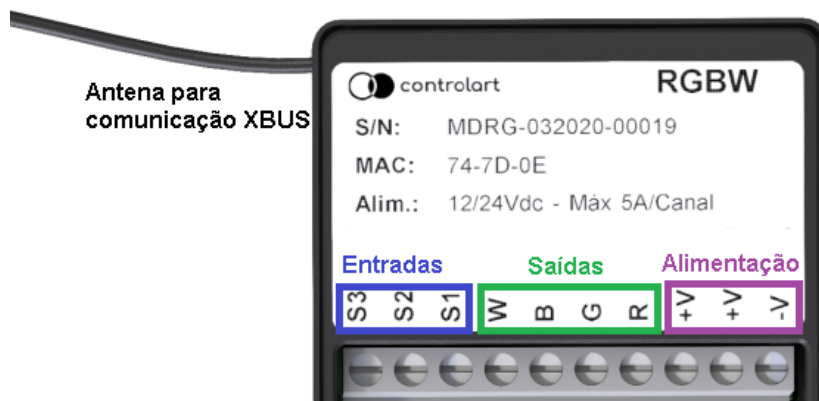 Antena para
comunicação XBUS
controlart RGBW
S/N: MDRG-032020-00019
MAC: 74-7D-0E
Alim.: 12/24Vdc - Máx 5A/Canal
Entradas Saídas Alimentação
S3 S2 S1 W B G R +V +V -V